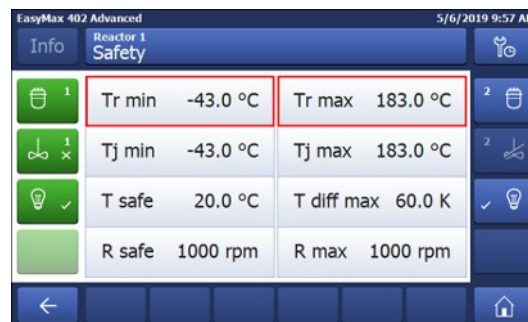 EasyMax 402 Advanced 5/6/2019 9:57 A
Info
Reactor 1
Safety
1 Tr min -43.0 °C Tr max 183.0 °C 2
1 Tj min -43.0 °C Tj max 183.0 °C 2
T safe 20.0 °C T diff max 60.0 K
R safe 1000 rpm R max 1000 rpm